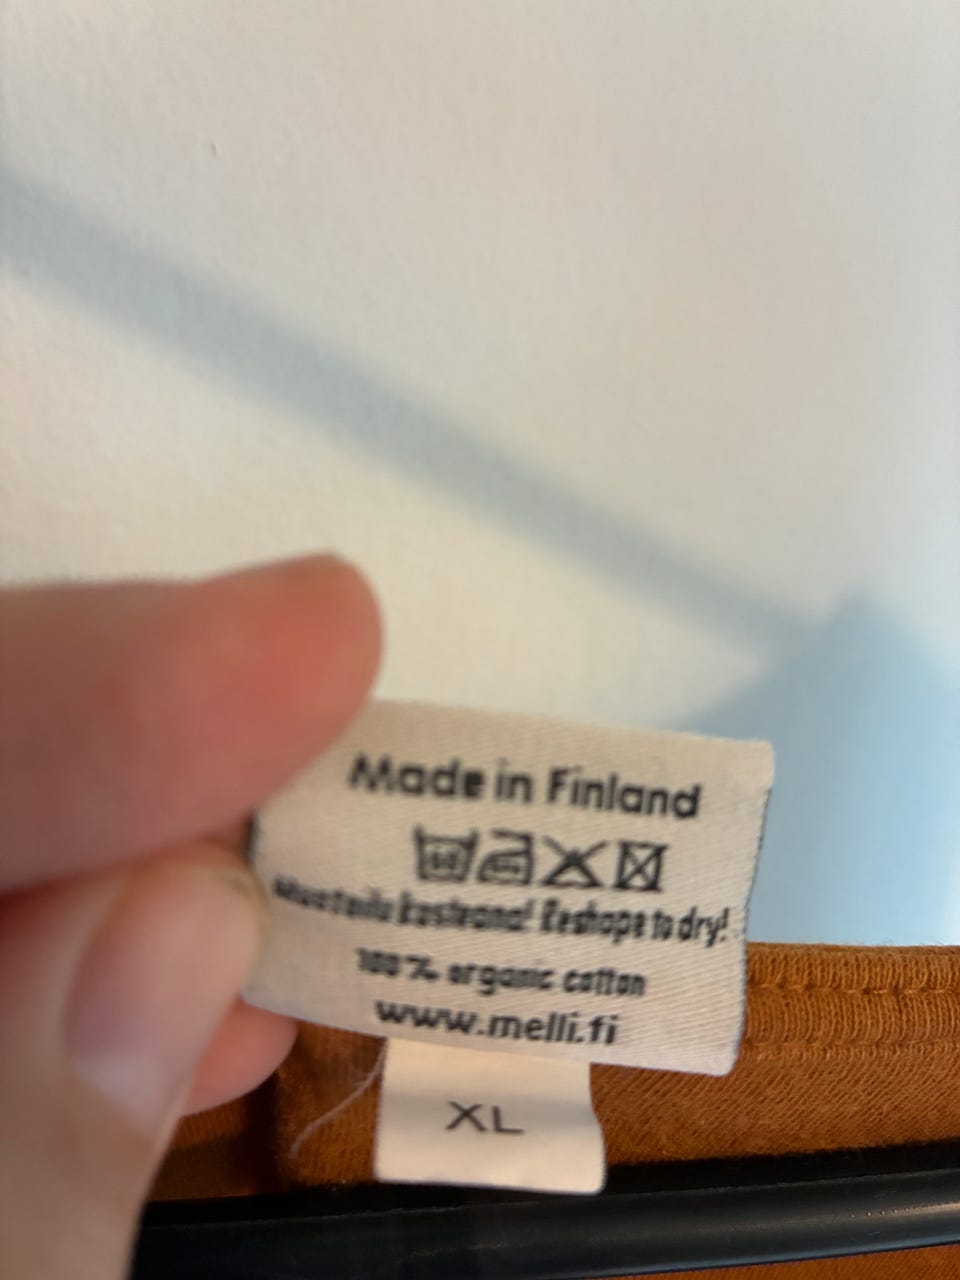 Made in Finland
Muotoile kosteana! Reshape to dry!
100 % organic cotton
www.melli.fi
XL